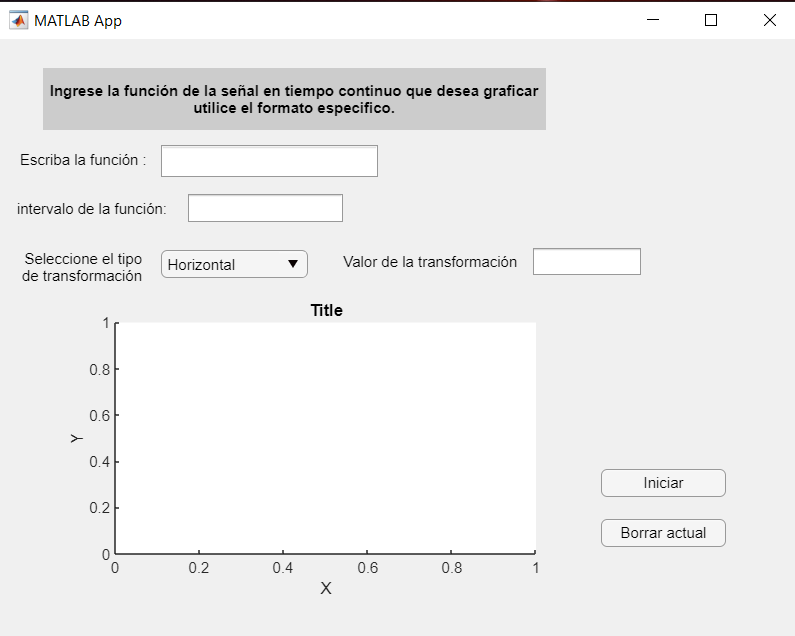 MATLAB App
Ingrese la función de la señal en tiempo continuo que desea graficar
utilice el formato especifico.
Escriba la función :
intervalo de la función:
Seleccione el tipo
de transformación
Horizontal
Valor de la transformación
Title
1
0.8
0.6
0.4
0.2
0
Y
0 0.2 0.4 0.6 0.8 1
X
Iniciar
Borrar actual